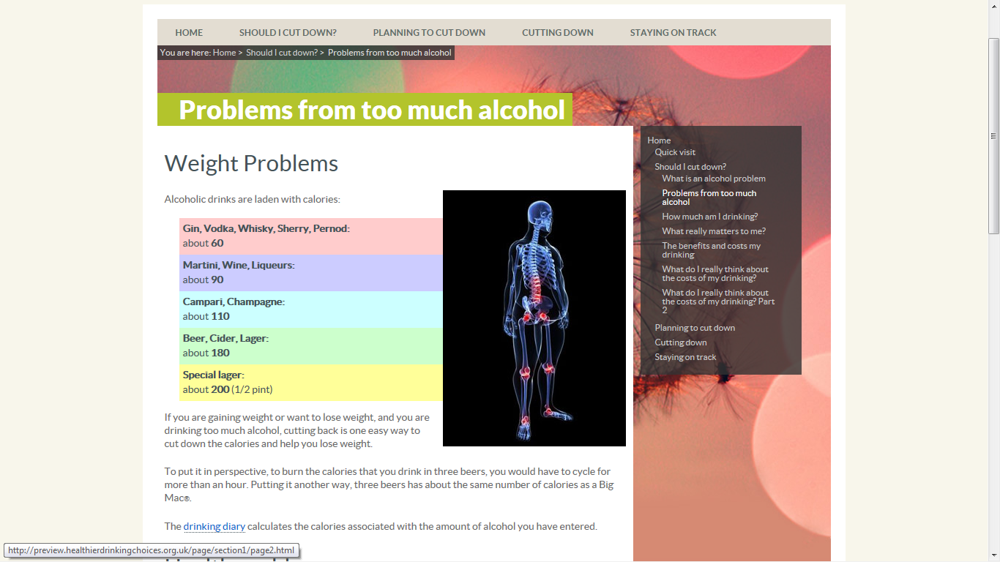 HOME SHOULD I CUT DOWN? PLANNING TO CUT DOWN CUTTING DOWN STAYING ON TRACK
You are here: Home > Should I cut down? > Problems from too much alcohol
Problems from too much alcohol
Weight Problems
Alcoholic drinks are laden with calories:
Gin, Vodka, Whisky, Sherry, Pernod:
about 60
Martini, Wine, Liqueurs:
about 90
Campari, Champagne:
about 110
Beer, Cider, Lager:
about 180
Special lager:
about 200 (1/2 pint)
If you are gaining weight or want to lose weight, and you are
drinking too much alcohol, cutting back is one easy way to
cut down the calories and help you lose weight.
To put it in perspective, to burn the calories that you drink in three beers, you would have to cycle for
more than an hour. Putting it another way, three beers has about the same number of calories as a Big
Mac®.
The drinking diary calculates the calories associated with the amount of alcohol you have entered.
Home
Quick visit
Should I cut down?
What is an alcohol problem
Problems from too much
alcohol
How much am I drinking?
What really matters to me?
The benefits and costs my
drinking
What do I really think about
the costs of my drinking?
What do I really think about
the costs of my drinking? Part
2
Planning to cut down
Cutting down
Staying on track
http://preview.healthierdrinkingchoices.org.uk/page/section1/page2.html